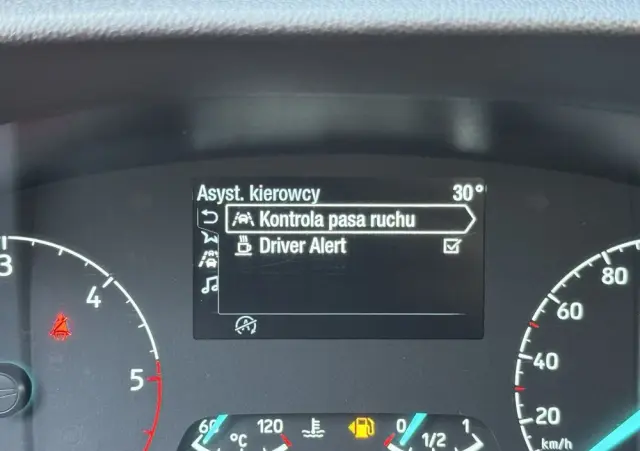 Asyst. kierowcy 30°
Kontrola pasa ruchu
Driver Alert
3
4
5
80
60
40
20
km/h
60 120
°C
0 1/2 1